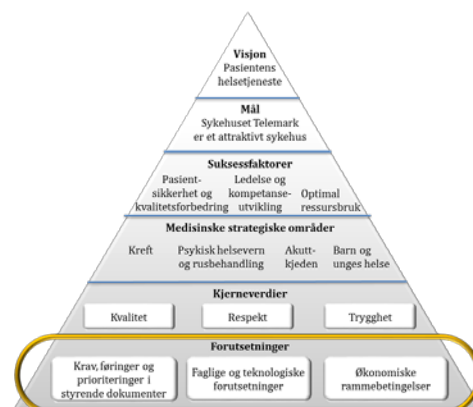 Visjon
Pasientens
helsetjeneste
Mål
Sykehuset Telemark
er et attraktivt sykehus
Suksessfaktorer
Pasient-
sikkerhet og
kvalitetsforbedring
Ledelse og
kompetanse-
utvikling
Optimal
ressursbruk
Medisinske strategiske områder
Kreft
Psykisk helsevern
og rusbehandling
Akutt-
kjeden
Barn og
unges helse
Kjerneverdier
Kvalitet
Respekt
Trygghet
Forutsetninger
Krav, føringer og
prioriteringer i
styrende dokumenter
Faglige og teknologiske
forutsetninger
Økonomiske
rammebetingelser